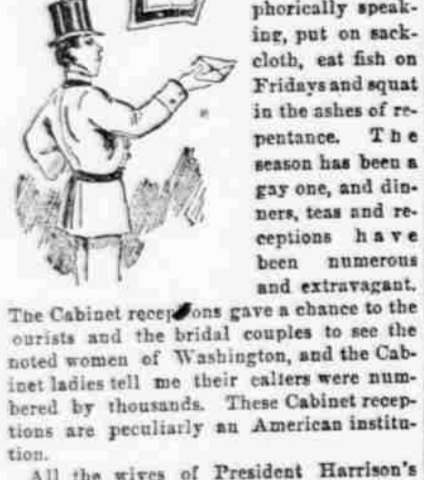 phorically speak-
ing, put on sack-
cloth, eat fish on
Fridays and squat
in the ashes of re-
pentance. The
season has been a
gay one, and din-
ners, teas and re-
ceptions have
been numerous
and extravagant.
The Cabinet receptions gave a chance to the
ourists and the bridal couples to see the
noted women of Washington, and the Cab-
inet ladies tell me their callers were num-
bered by thousands. These Cabinet recep-
tions are peculiarly an American institu-
tion.
All the wives of President Harrison's